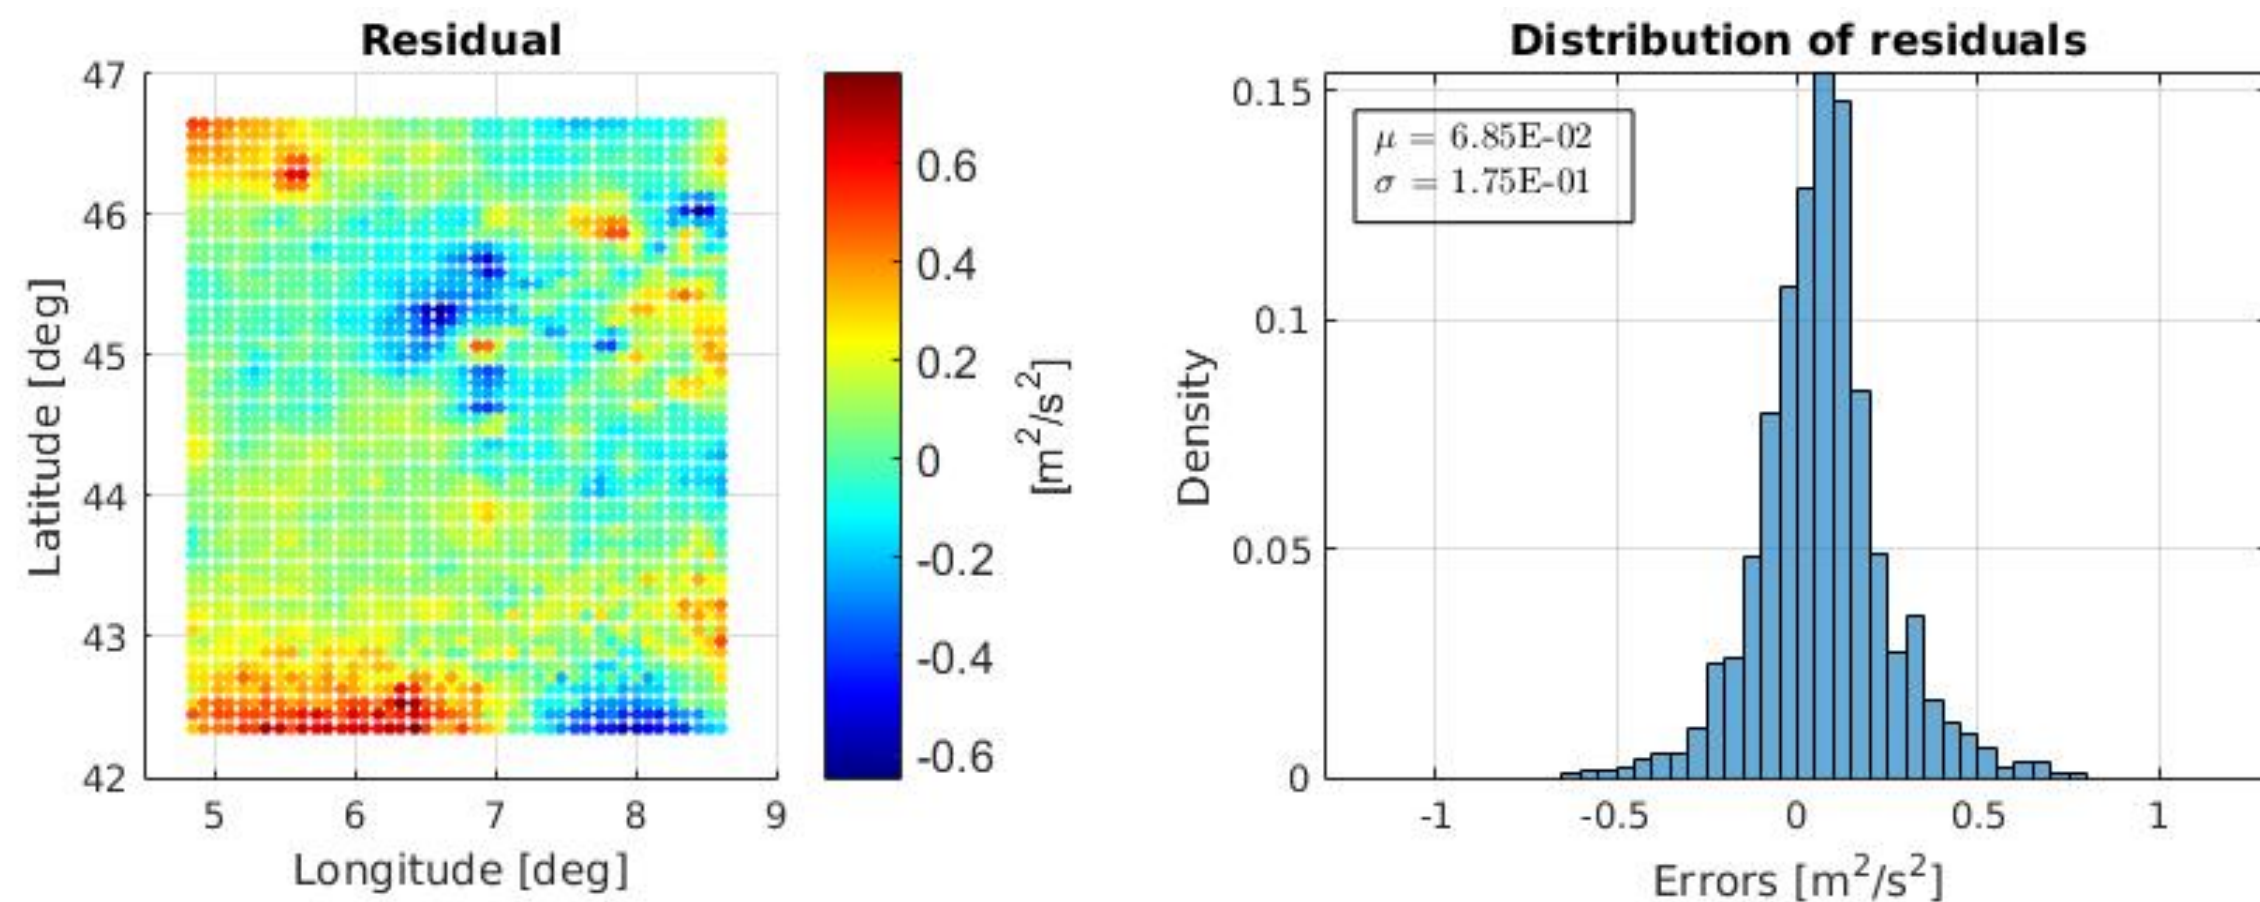 Residual
47
46
45
44
43
42
Latitude [deg]
5 6 7 8 9
Longitude [deg]
0.6
0.4
0.2
0
-0.2
-0.4
-0.6
[m²/s²]
Distribution of residuals
μ = 6.85E-02
σ = 1.75E-01
0.15
0.1
0.05
0
Density
-1 -0.5 0 0.5 1
Errors [m²/s²]